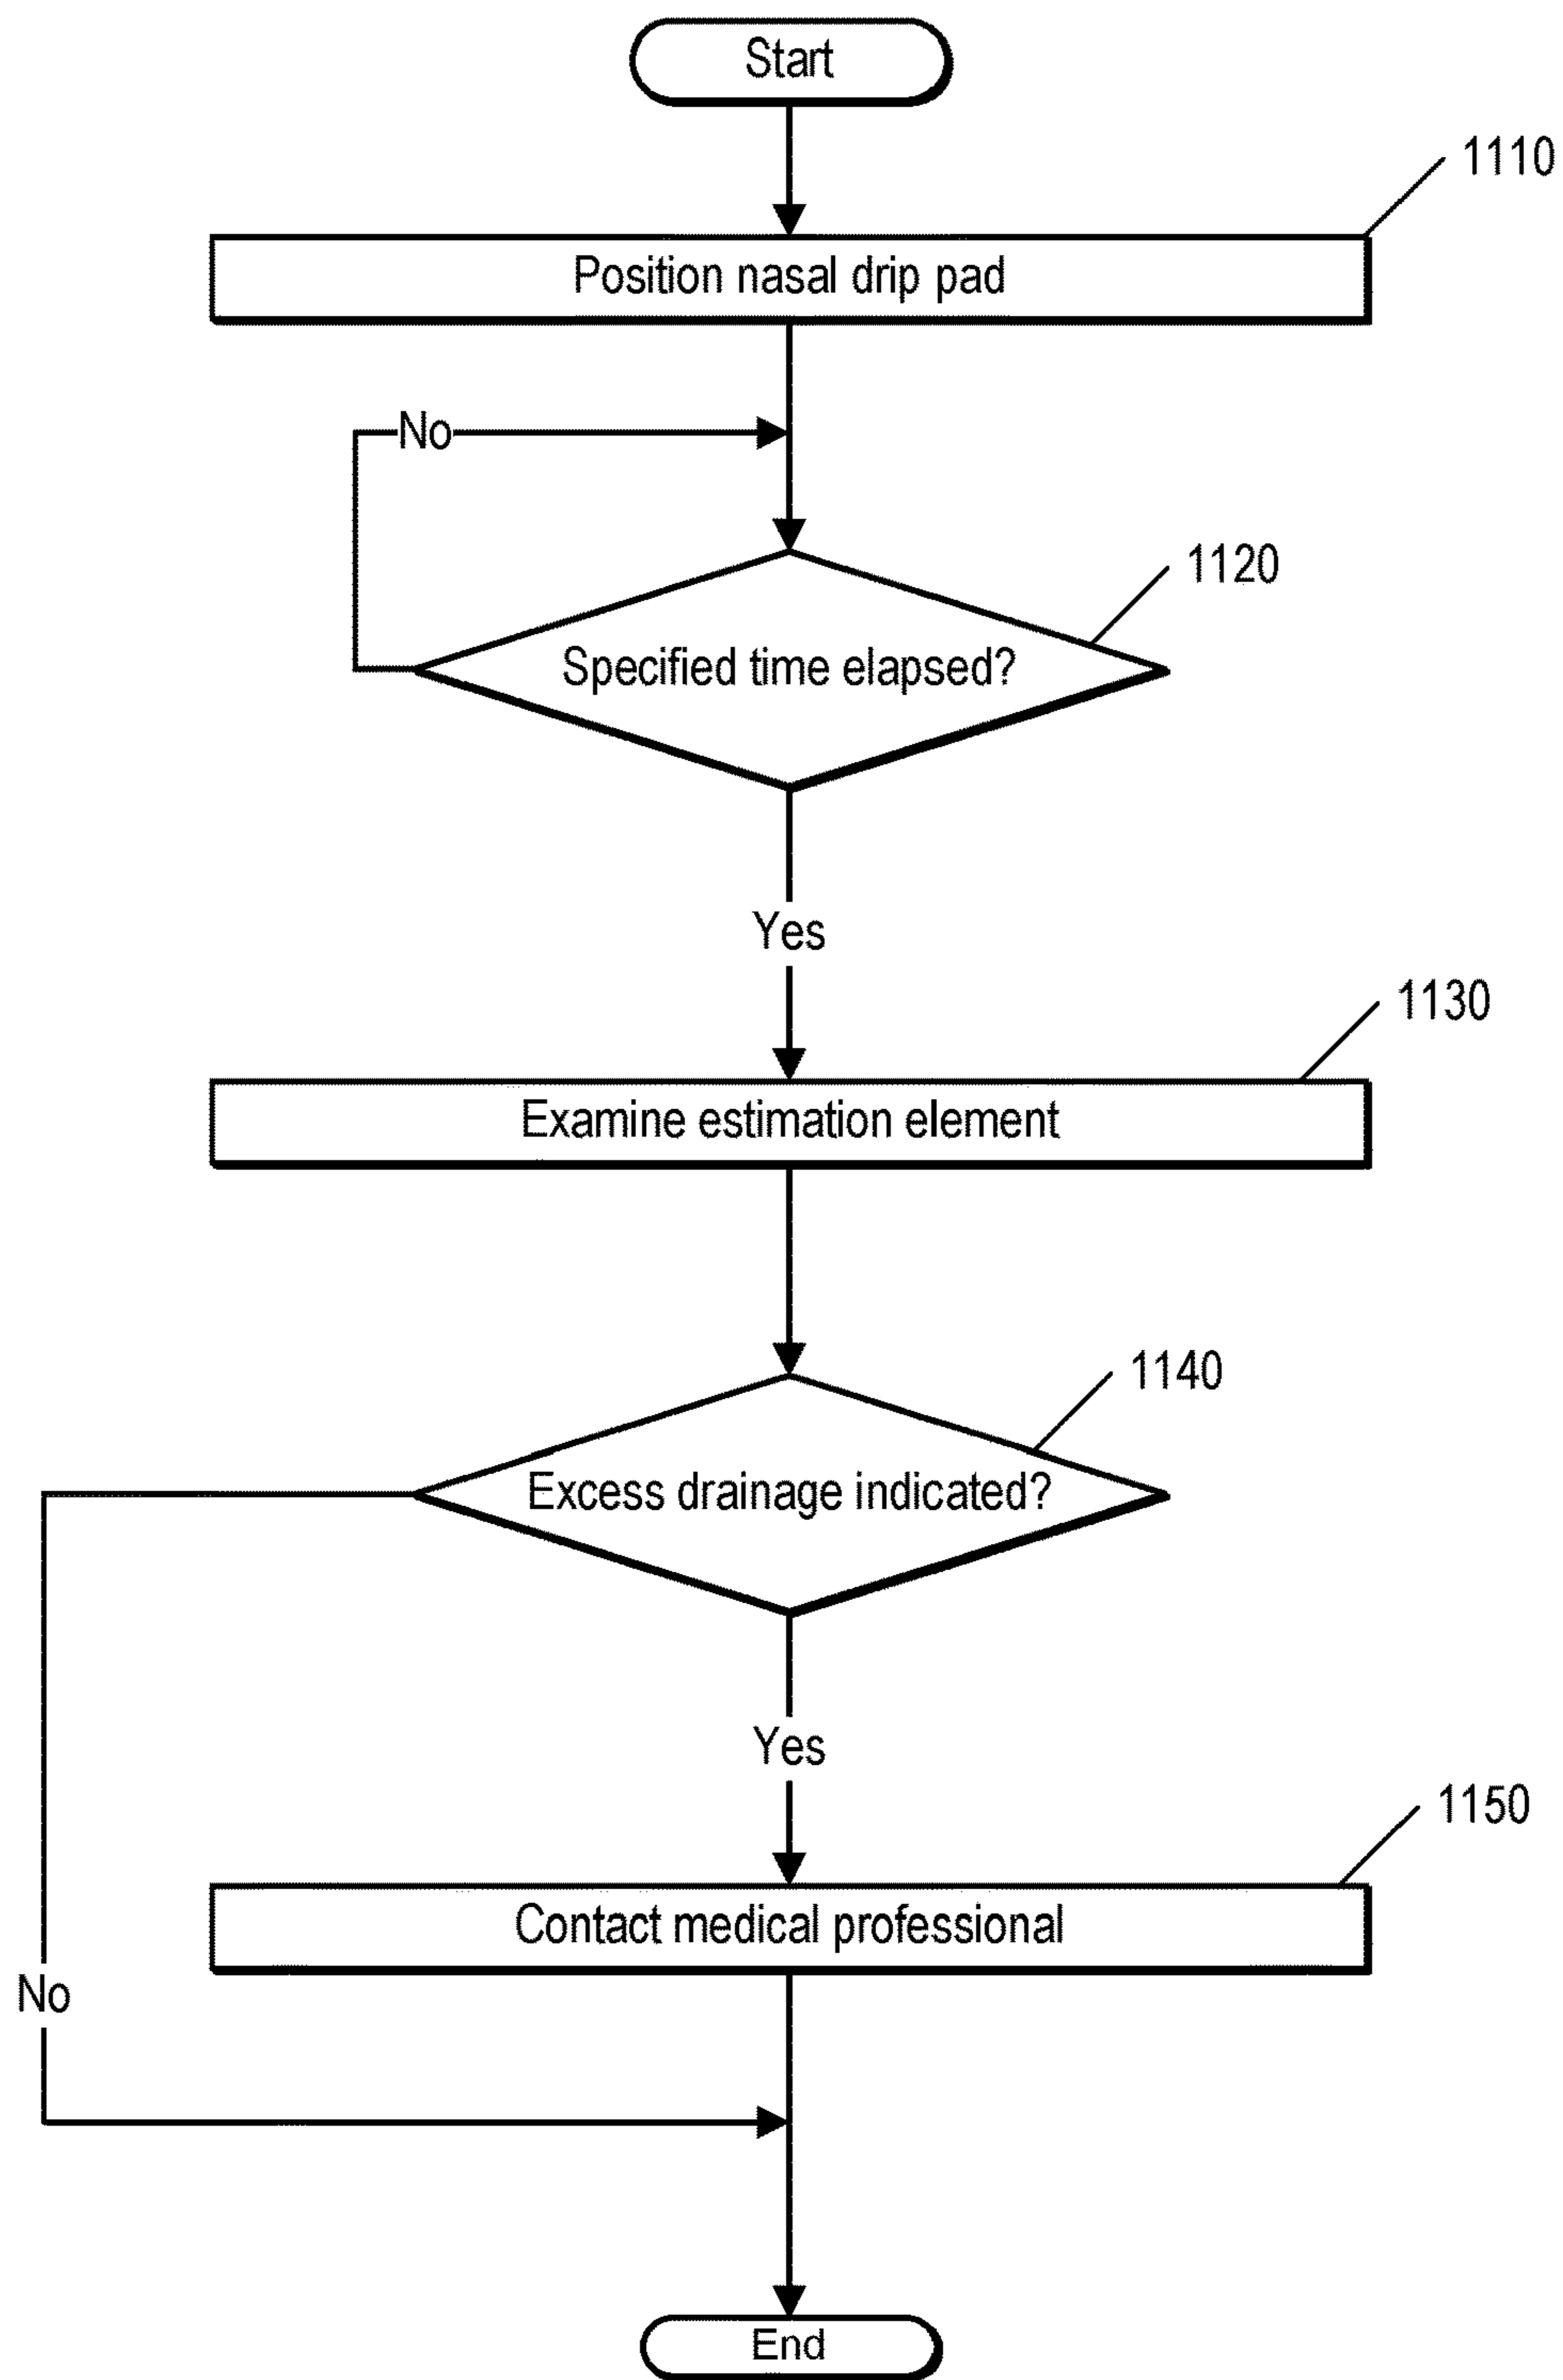 Start
1110
Position nasal drip pad
No
1120
Specified time elapsed?
Yes
1130
Examine estimation element
1140
Excess drainage indicated?
Yes
1150
Contact medical professional
No
End